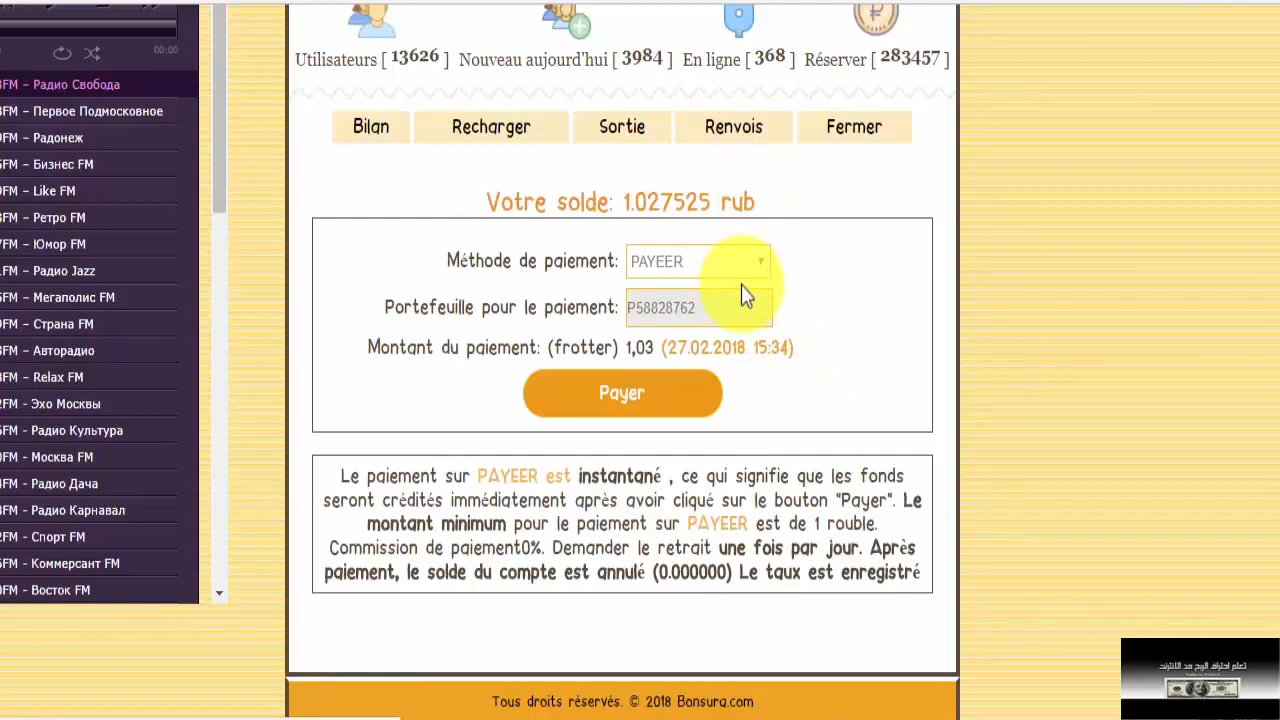 00:00
FM – Радио Свобода
FM – Первое Подмосковное
FM – Радонеж
FM – Бизнес FM
FM – Like FM
FM – Ретро FM
FM – Юмор FM
FM – Радио Jazz
FM – Мегаполис FM
FM – Страна FM
FM – Авторадио
FM – Relax FM
FM – Эхо Москвы
FM – Радио Культура
FM – Москва FM
FM – Радио Дача
FM – Радио Карнавал
FM – Спорт FM
FM – Коммерсант FM
FM – Восток FM
Utilisateurs [ 13626 ] Nouveau aujourd'hui [ 3984 ] En ligne [ 368 ] Réserver [ 283457 ]
Bilan Recharger Sortie Renvois Fermer
Votre solde: 1.027525 rub
Méthode de paiement: PAYEER
Portefeuille pour le paiement: P58828762
Montant du paiement: (frotter) 1,03 (27.02.2018 15:34)
Payer
Le paiement sur PAYEER est instantané , ce qui signifie que les fonds
seront crédités immédiatement après avoir cliqué sur le bouton "Payer". Le
montant minimum pour le paiement sur PAYEER est de 1 rouble.
Commission de paiement0%. Demander le retrait une fois par jour. Après
paiement, le solde du compte est annulé (0.000000) Le taux est enregistré
Tous droits réservés. © 2018 Bonsurg.com
تعلم احتراف الربح مد الانترنت